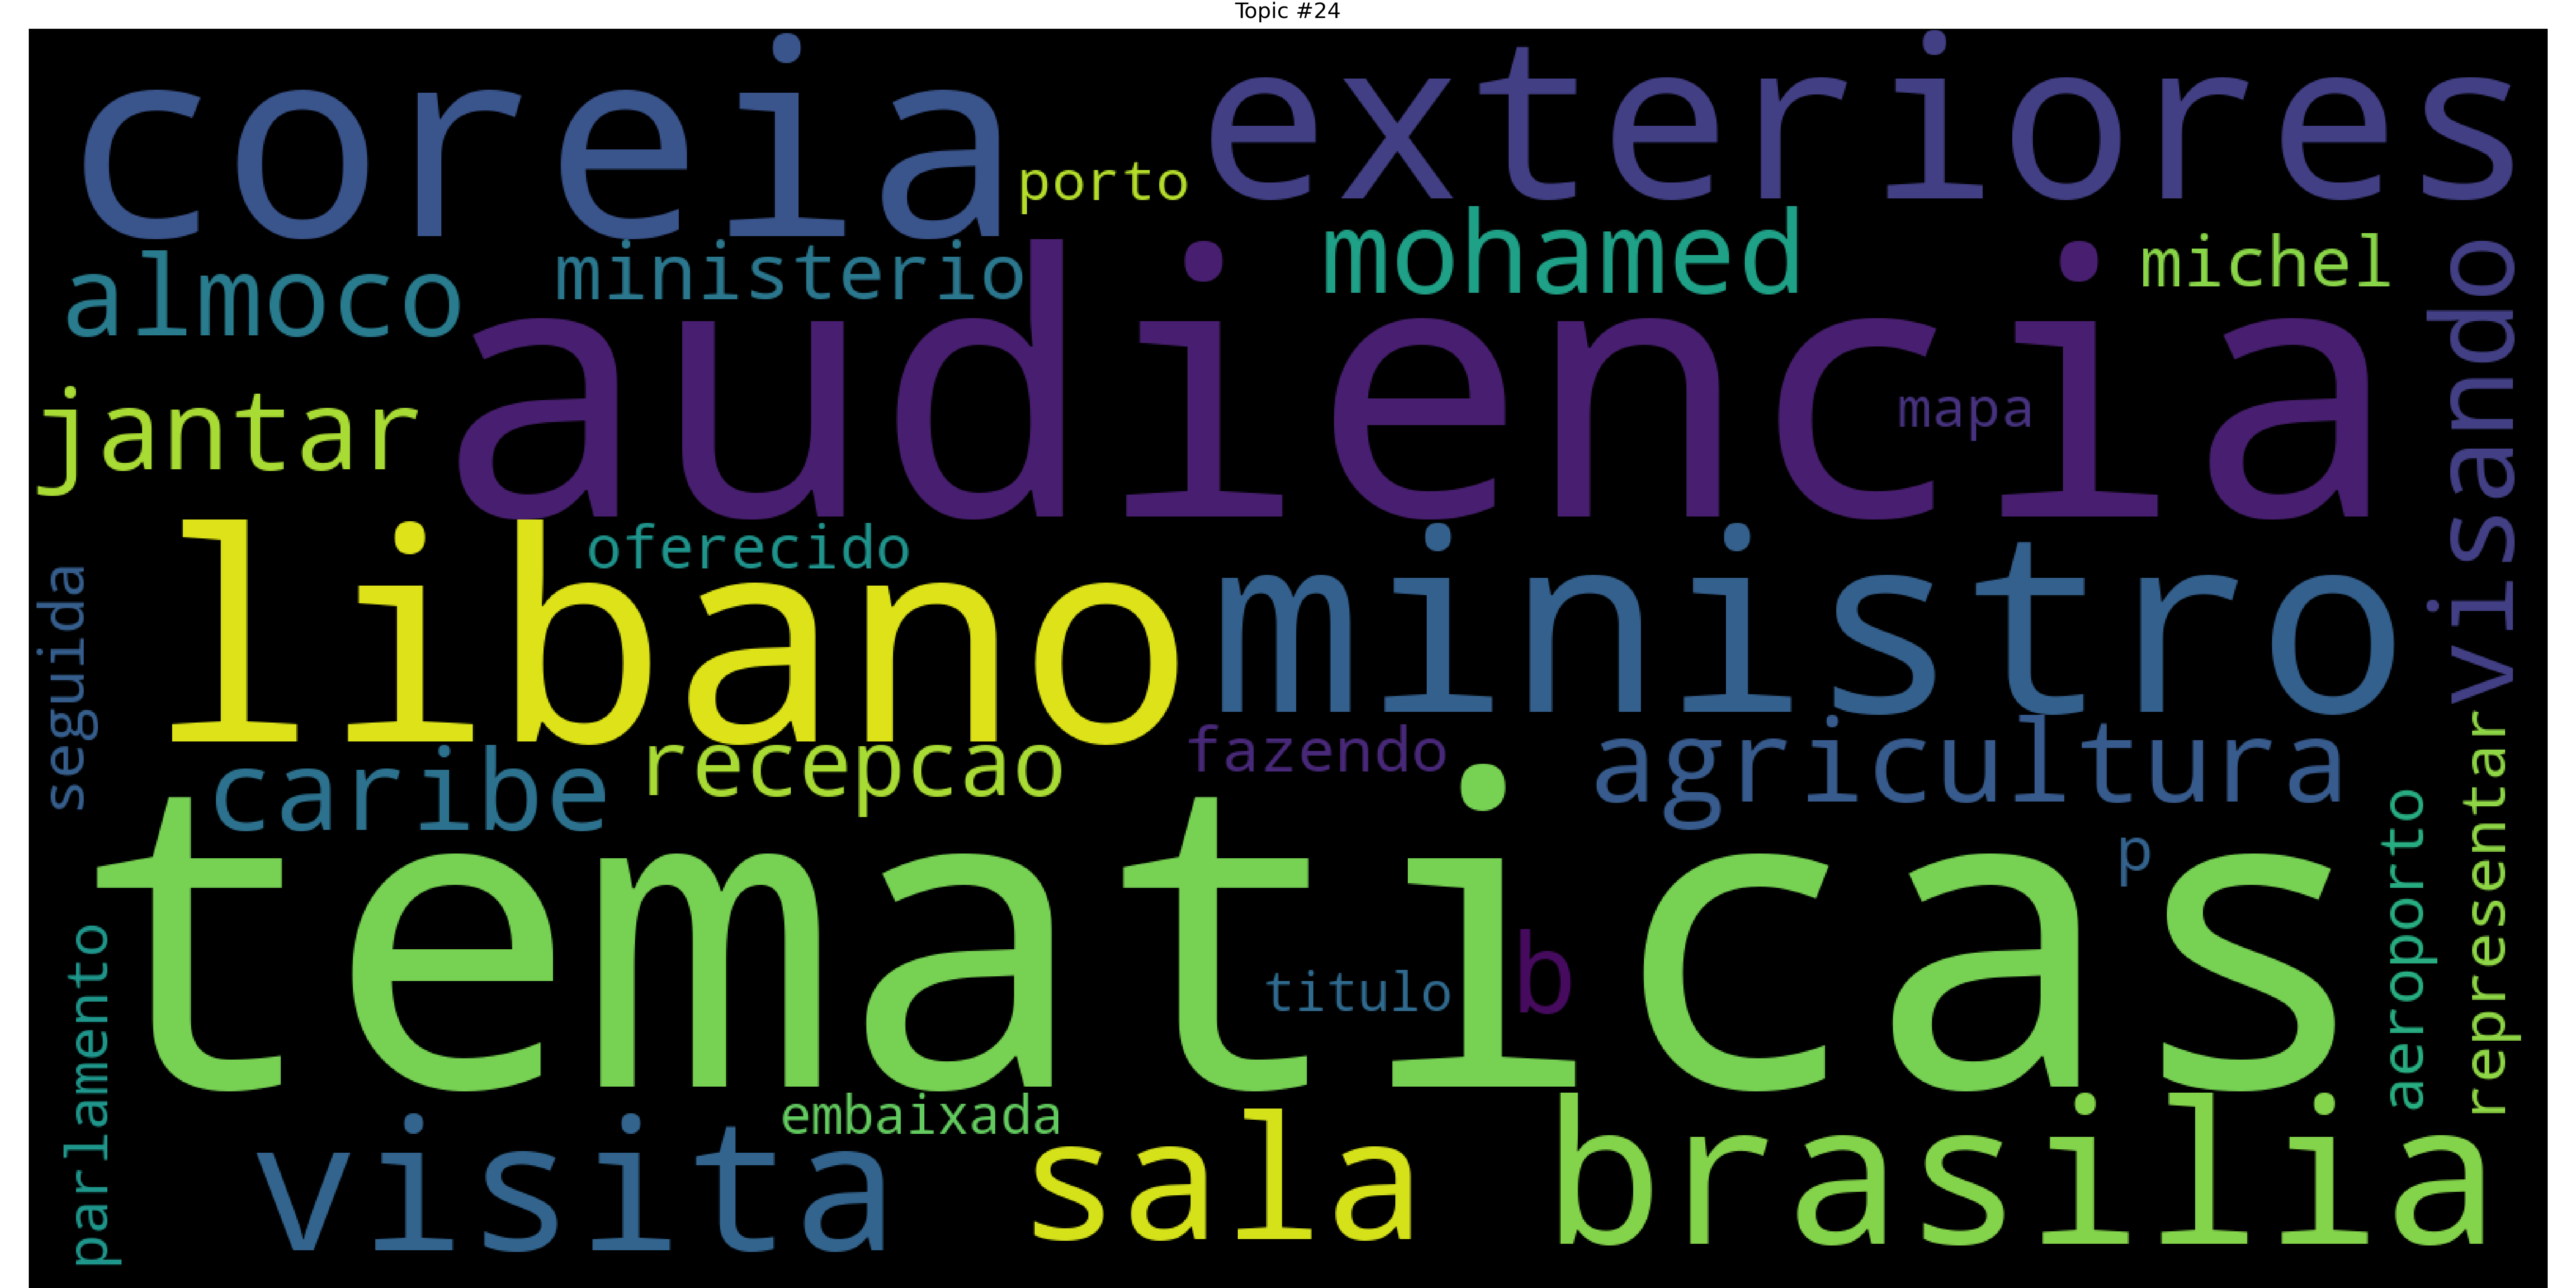 Topic #24
coreia
porto
exteriores
almoco
ministerio
mohamed
michel
visando
jantar
audiencia
mapa
seguida
libano
oferecido
ministro
caribe
recepcao
fazendo
agricultura
representar
tematicas
p
aeroporto
parlamento
titulo
b
embaixada
visita
sala
brasilia